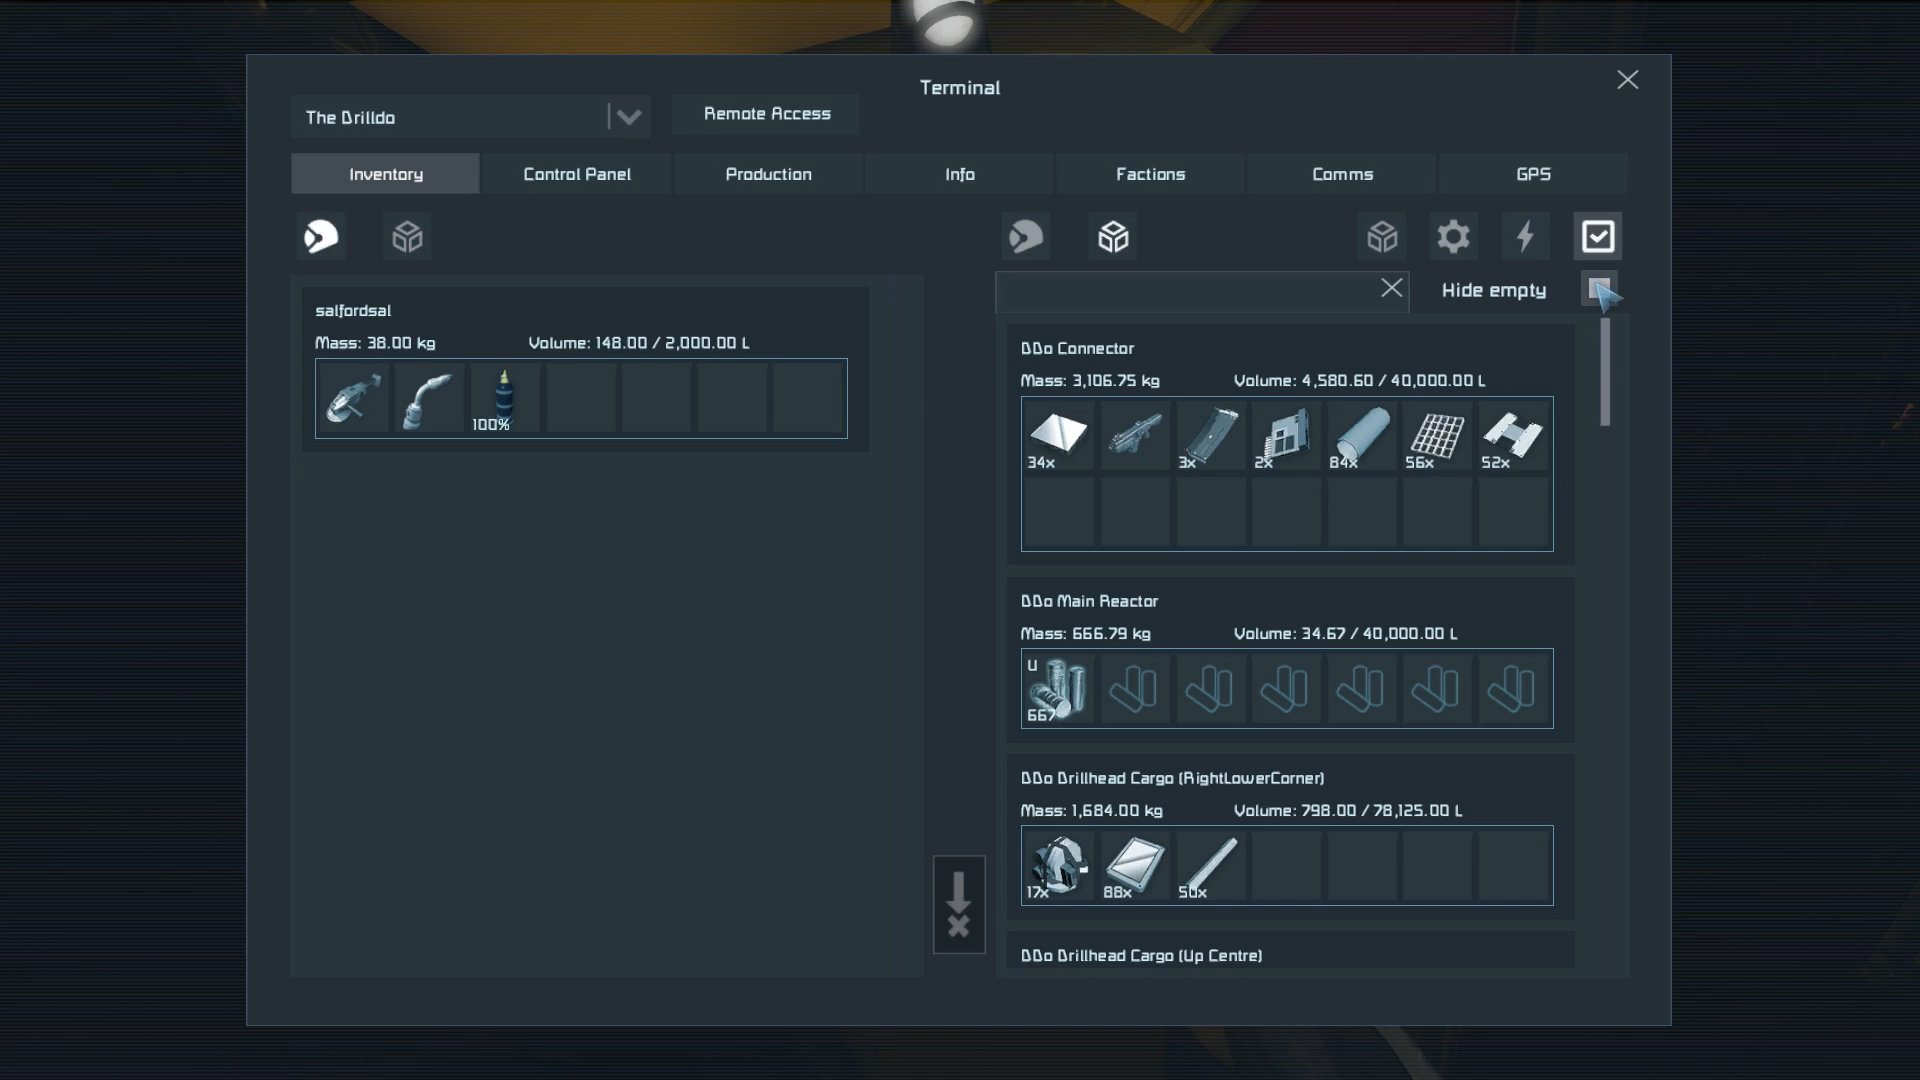 Terminal
The Drilldo
Remote Access
Inventory
Control Panel
Production
Info
Factions
Comms
GPS
Hide empty
salfordsal
Mass: 38.00 kg
Volume: 148.00 / 2,000.00 L
100%
DDo Connector
Mass: 3,106.75 kg
Volume: 4,580.60 / 40,000.00 L
34x
3x
2x
84x
56x
52x
DDo Main Reactor
Mass: 666.79 kg
Volume: 34.67 / 40,000.00 L
U
667
DDo Drillhead Cargo (RightLowerCorner)
Mass: 1,684.00 kg
Volume: 798.00 / 78,125.00 L
17x
88x
50x
DDo Drillhead Cargo (Up Centre)